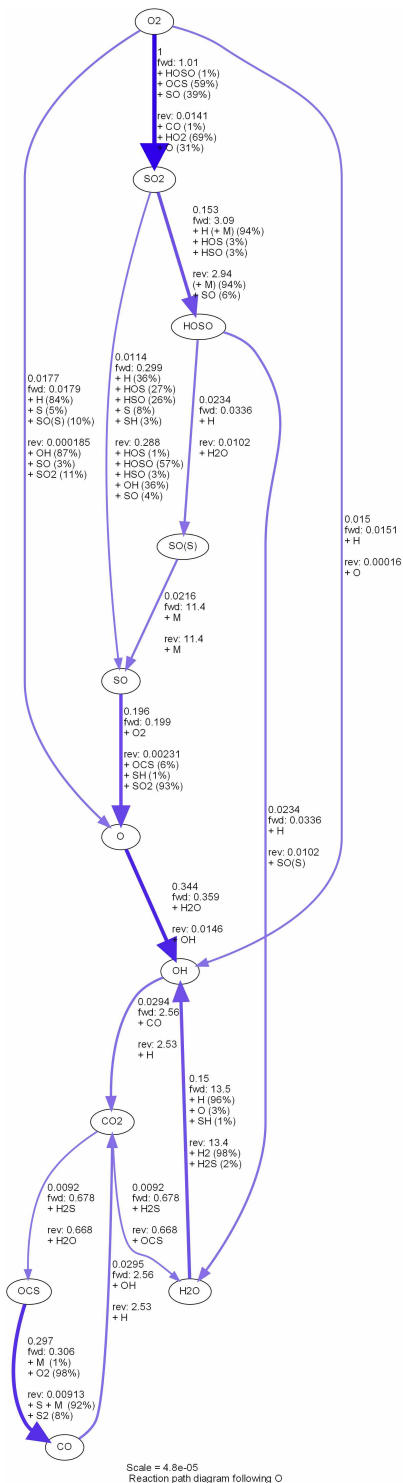 O2
1
fwd: 1.01
+ HOSO (1%)
+ OCS (59%)
+ SO (39%)
rev: 0.0141
+ CO (1%)
+ HO2 (69%)
+ O (31%)
SO2
0.153
fwd: 3.09
+ H (+ M) (94%)
+ HOS (3%)
+ HSO (3%)
rev: 2.94
(+ M) (94%)
+ SO (6%)
HOSO
0.0177
fwd: 0.0179
+ H (84%)
+ S (5%)
+ SO(S) (10%)
rev: 0.000185
+ OH (87%)
+ SO (3%)
+ SO2 (11%)
0.0114
fwd: 0.299
+ H (36%)
+ HOS (27%)
+ HSO (26%)
+ S (8%)
+ SH (3%)
rev: 0.288
+ HOS (1%)
+ HOSO (57%)
+ HSO (3%)
+ OH (36%)
+ SO (4%)
0.0234
fwd: 0.0336
+ H
rev: 0.0102
+ H2O
0.015
fwd: 0.0151
+ H
rev: 0.00016
+ O
SO(S)
0.0216
fwd: 11.4
+ M
rev: 11.4
+ M
SO
0.196
fwd: 0.199
+ O2
rev: 0.00231
+ OCS (6%)
+ SH (1%)
+ SO2 (93%)
0.0234
fwd: 0.0336
+ H
rev: 0.0102
+ SO(S)
O
0.344
fwd: 0.359
+ H2O
rev: 0.0146
+ OH
OH
0.0294
fwd: 2.56
+ CO
rev: 2.53
+ H
0.15
fwd: 13.5
+ H (96%)
+ O (3%)
+ SH (1%)
rev: 13.4
+ H2 (98%)
+ H2S (2%)
CO2
0.0092
fwd: 0.678
+ H2S
rev: 0.668
+ H2O
0.0092
fwd: 0.678
+ H2S
rev: 0.668
+ OCS
0.0295
fwd: 2.56
+ OH
rev: 2.53
+ H
OCS
H2O
0.297
fwd: 0.306
+ M (1%)
+ O2 (98%)
rev: 0.00913
+ S + M (92%)
+ S2 (8%)
CO
Scale = 4.8e-05
Reaction path diagram following O